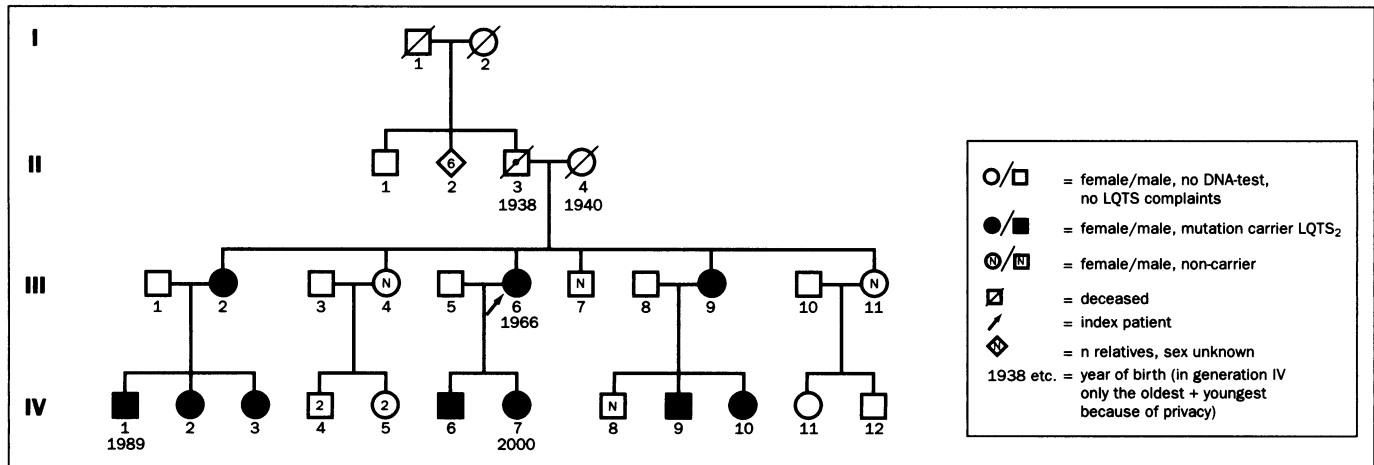 I
1 2
II
6
1 2 3 4
1938 1940
N N N
III
1 2 3 4 5 6 7 8 9 10 11
1966
2 2 N
IV
1 2 3 4 5 6 7 8 9 10 11 12
1989 2000
= female/male, no DNA-test,
no LQTS complaints
= female/male, mutation carrier LQTS₂
N N = female/male, non-carrier
= deceased
= index patient
N = n relatives, sex unknown
1938 etc. = year of birth (in generation IV
only the oldest + youngest
because of privacy)